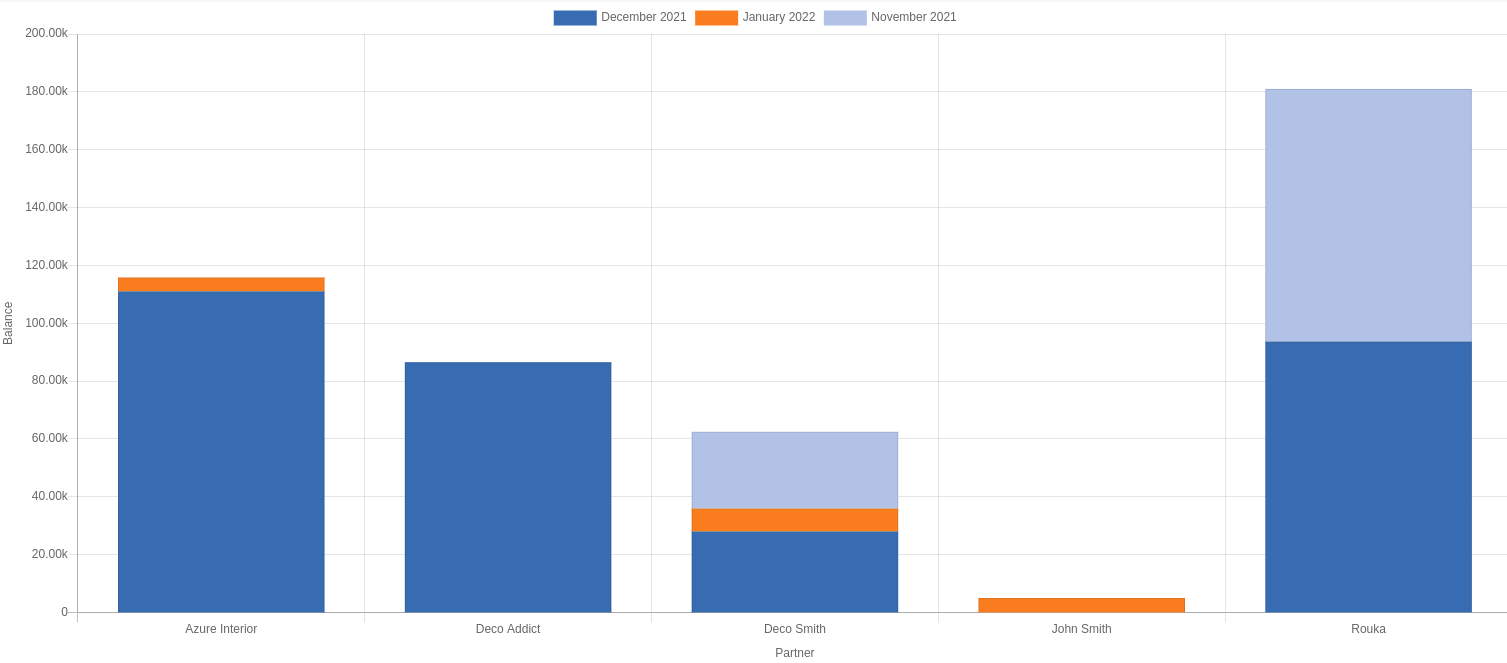 December 2021 January 2022 November 2021
200.00k
180.00k
160.00k
140.00k
120.00k
100.00k
80.00k
60.00k
40.00k
20.00k
0
Balance
Azure Interior Deco Addict Deco Smith John Smith Rouka
Partner